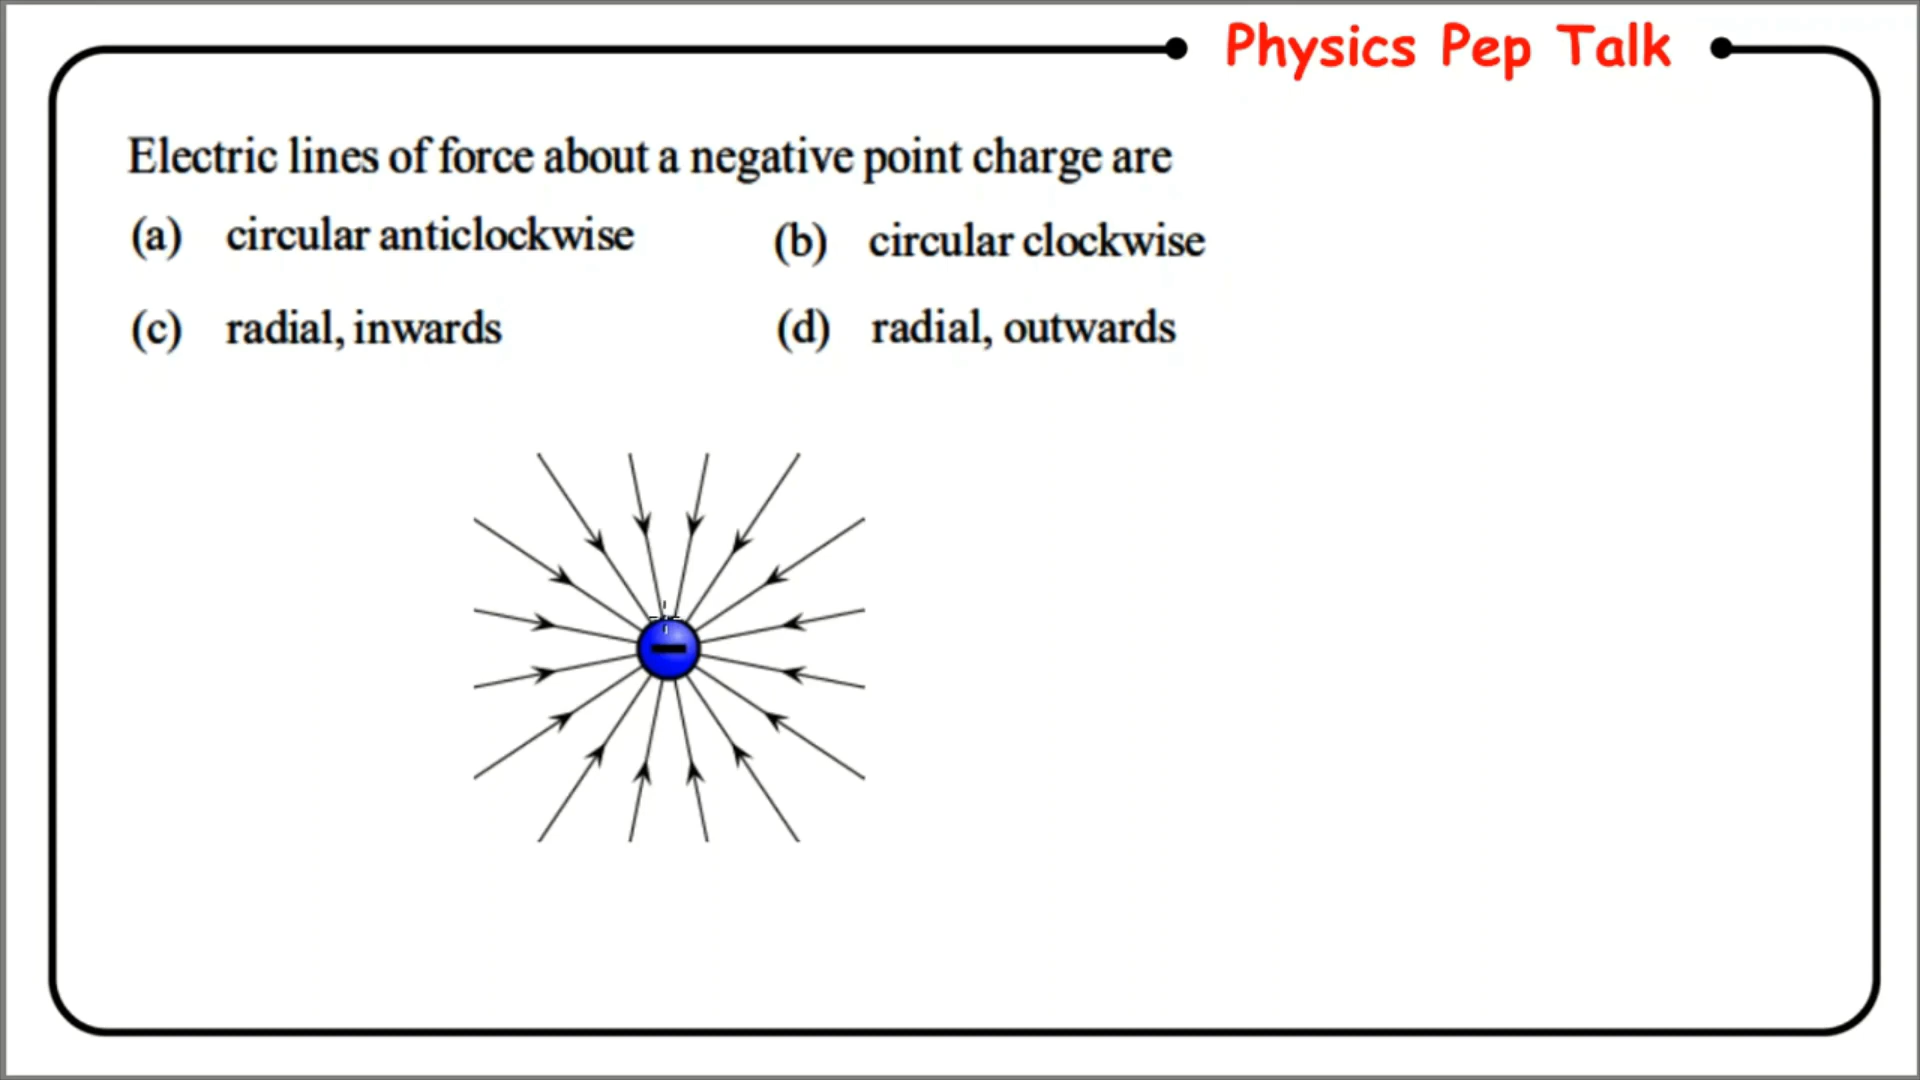 Physics Pep Talk
Electric lines of force about a negative point charge are
(a) circular anticlockwise (b) circular clockwise
(c) radial, inwards (d) radial, outwards